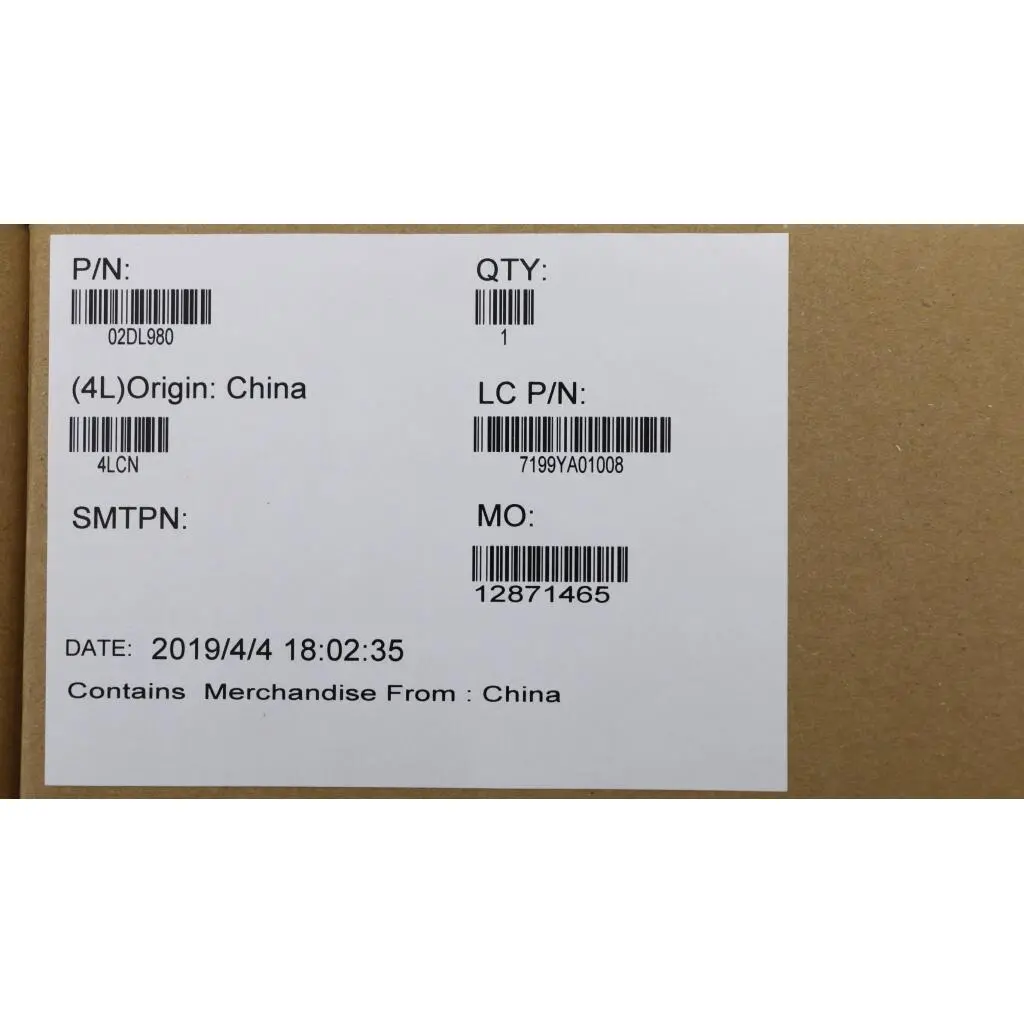 P/N:
02DL980
QTY:
1
(4L)Origin: China
4LCN
LC P/N:
7199YA01008
SMTPN:
MO:
12871465
DATE: 2019/4/4 18:02:35
Contains Merchandise From : China